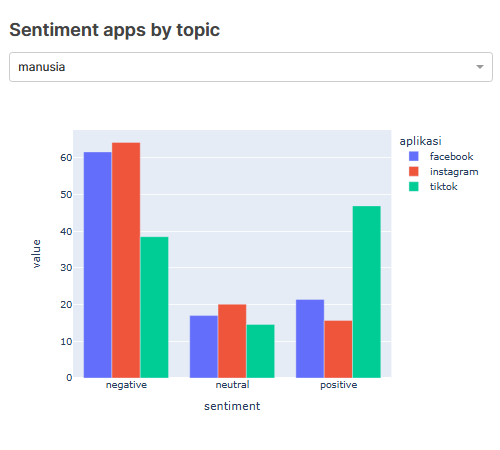 Sentiment apps by topic
manusia
aplikasi
facebook
instagram
tiktok
value
60
50
40
30
20
10
0
negative neutral positive
sentiment